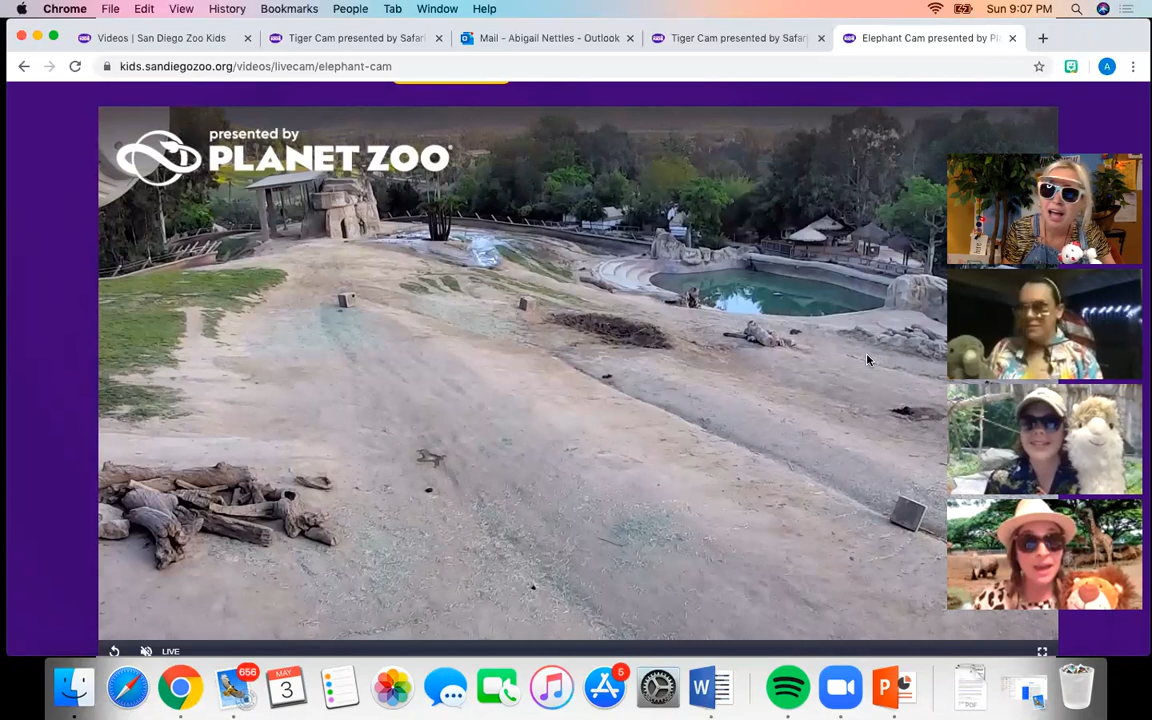 Chrome File Edit View History Bookmarks People Tab Window Help Sun 9:07 PM
Videos | San Diego Zoo Kids
Tiger Cam presented by Safari
Mail - Abigail Nettles - Outlook
Tiger Cam presented by Safari
Elephant Cam presented by Pl
kids.sandiegozoo.org/videos/livecam/elephant-cam
A
presented by
PLANET ZOO
LIVE
656
MAY
3
5
W
P
PDF